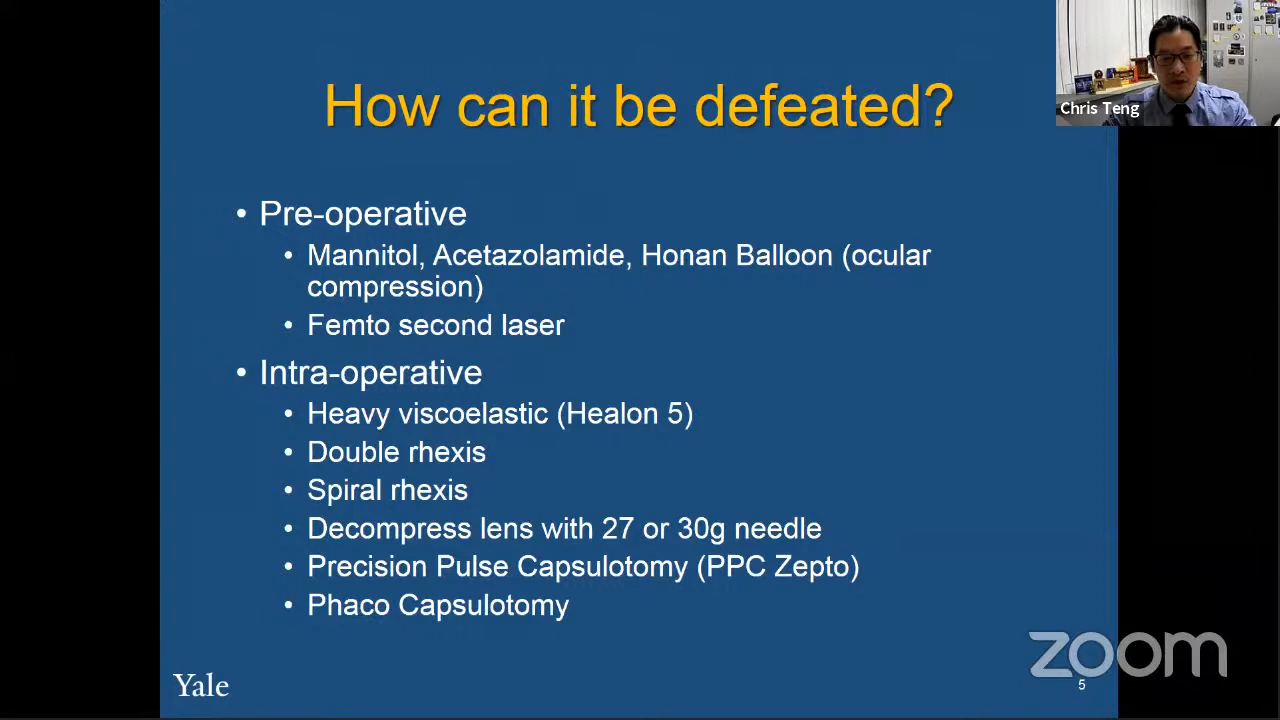 How can it be defeated?
Chris Teng
• Pre-operative
• Mannitol, Acetazolamide, Honan Balloon (ocular
compression)
• Femto second laser
• Intra-operative
• Heavy viscoelastic (Healon 5)
• Double rhexis
• Spiral rhexis
• Decompress lens with 27 or 30g needle
• Precision Pulse Capsulotomy (PPC Zepto)
• Phaco Capsulotomy
zoom
Yale
5